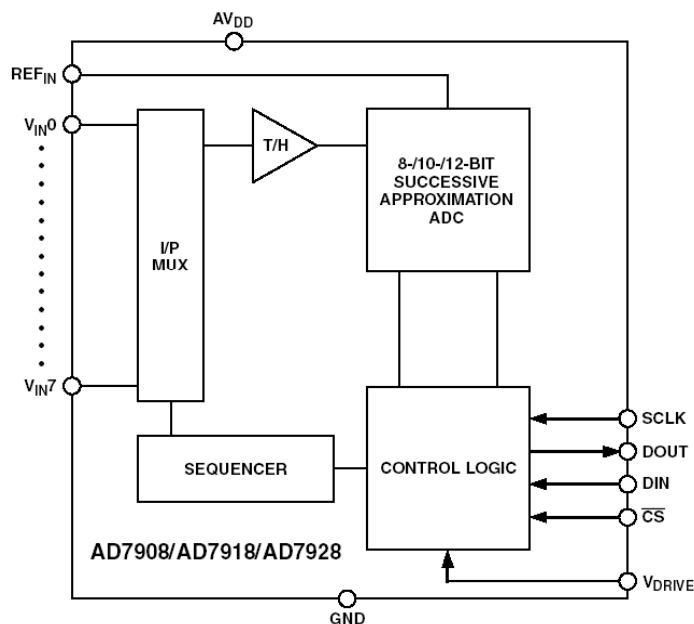 AVDD
REFIN
VIN0
T/H
8-/10-/12-BIT
SUCCESSIVE
APPROXIMATION
ADC
I/P
MUX
VIN7
SCLK
DOUT
SEQUENCER
CONTROL LOGIC
DIN
CS
AD7908/AD7918/AD7928
VDRIVE
GND